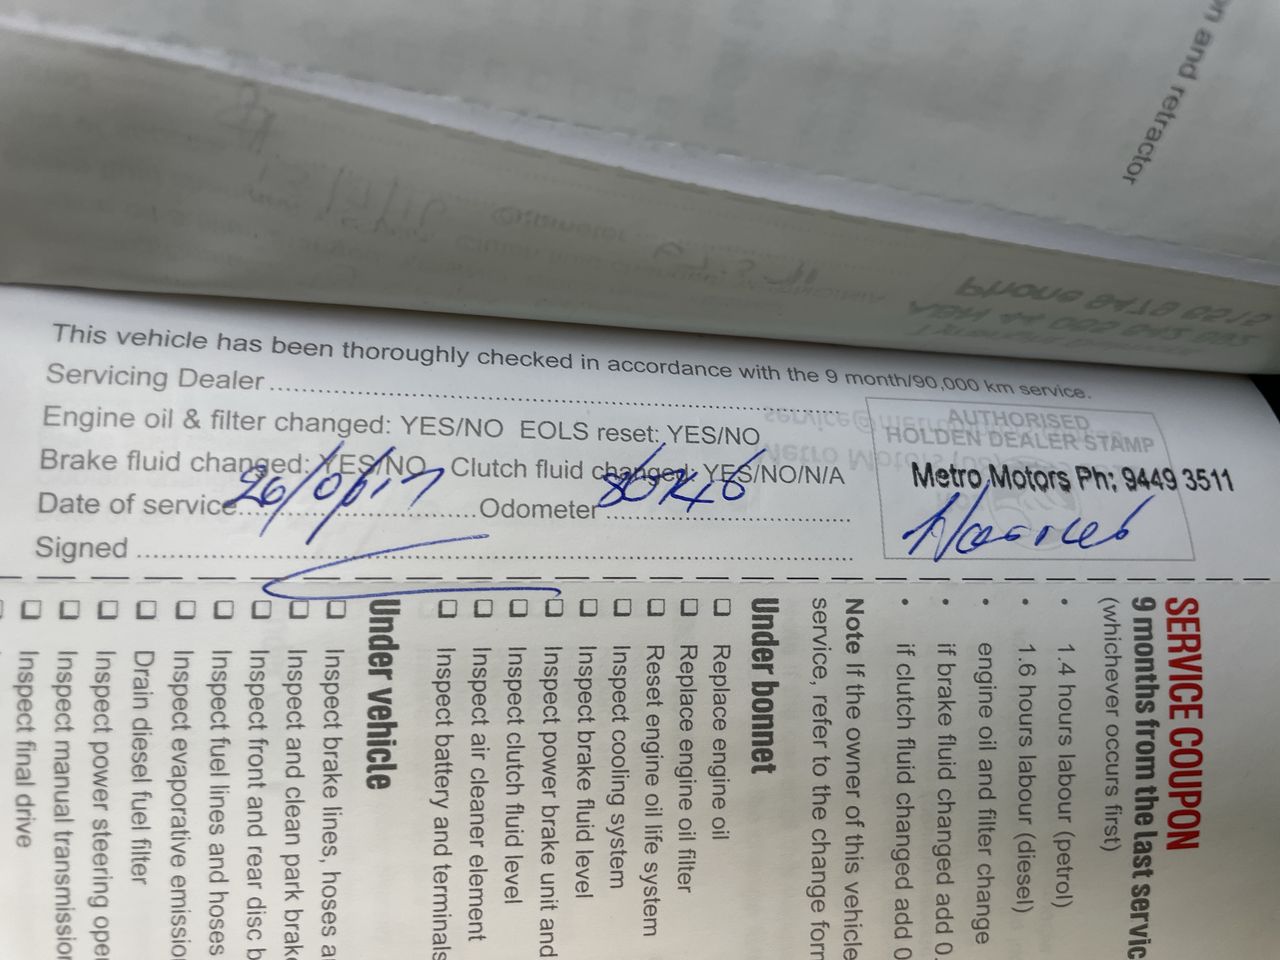 on and retractor
This vehicle has been thoroughly checked in accordance with the 9 month/90,000 km service.
Servicing Dealer
Engine oil & filter changed: YES/NO EOLS reset: YES/NO
Brake fluid changed: YES/NO Clutch fluid changed: YES/NO/N/A
Date of service 26/06/17 Odometer 80746
Signed
AUTHORISED
HOLDEN DEALER STAMP
Metro Motors Ph: 9449 3511
SERVICE COUPON
9 months from the last servic
(whichever occurs first)
• 1.4 hours labour (petrol)
• 1.6 hours labour (diesel)
• engine oil and filter change
• if brake fluid changed add 0.
• if clutch fluid changed add 0
Note If the owner of this vehicle
service, refer to the change form
Under bonnet
Replace engine oil
Replace engine oil filter
Reset engine oil life system
Inspect cooling system
Inspect brake fluid level
Inspect power brake unit and
Inspect clutch fluid level
Inspect air cleaner element
Inspect battery and terminals
Under vehicle
Inspect brake lines, hoses a
Inspect and clean park brake
Inspect front and rear disc b
Inspect fuel lines and hoses
Inspect evaporative emission
Drain diesel fuel filter
Inspect power steering oper
Inspect manual transmission
Inspect final drive